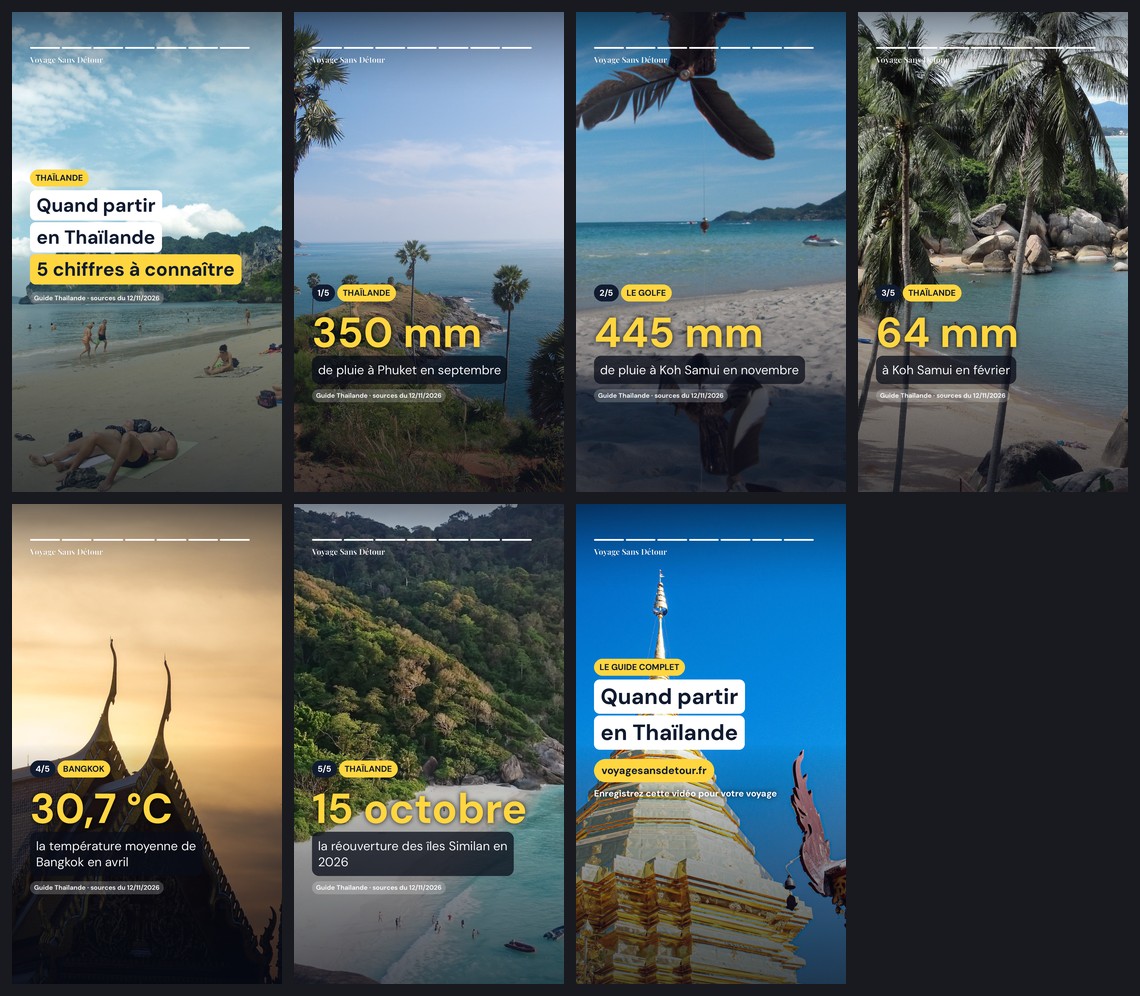 Voyage Sans Détour
THAÏLANDE
Quand partir
en Thaïlande
5 chiffres à connaître
Guide Thaïlande · sources du 12/11/2026
Voyage Sans Détour
1/5 THAÏLANDE
350 mm
de pluie à Phuket en septembre
Guide Thaïlande · sources du 12/11/2026
Voyage Sans Détour
2/5 LE GOLFE
445 mm
de pluie à Koh Samui en novembre
Guide Thaïlande · sources du 12/11/2026
Voyage Sans Détour
3/5 THAÏLANDE
64 mm
à Koh Samui en février
Guide Thaïlande · sources du 12/11/2026
Voyage Sans Détour
4/5 BANGKOK
30,7 °C
la température moyenne de
Bangkok en avril
Guide Thaïlande · sources du 12/11/2026
Voyage Sans Détour
5/5 THAÏLANDE
15 octobre
la réouverture des îles Similan en
2026
Guide Thaïlande · sources du 12/11/2026
Voyage Sans Détour
LE GUIDE COMPLET
Quand partir
en Thaïlande
voyagesansdetour.fr
Enregistrez cette vidéo pour votre voyage